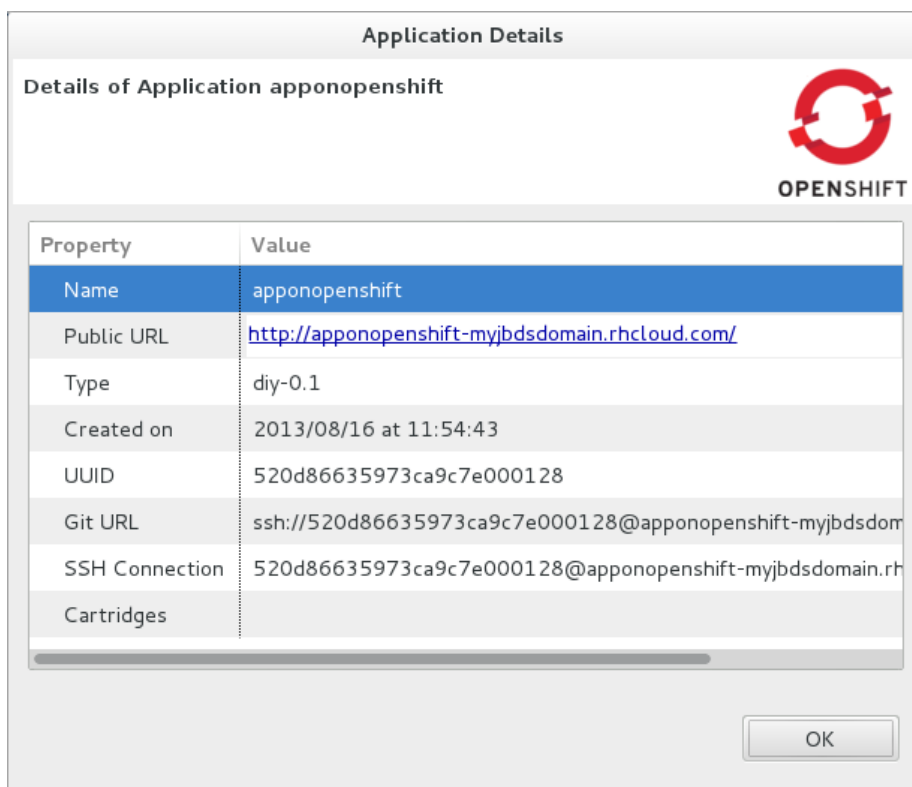 Application Details
Details of Application apponopenshift
OPENSHIFT
Property Value
Name apponopenshift
Public URL http://apponopenshift-myjbdsdomain.rhcloud.com/
Type diy-0.1
Created on 2013/08/16 at 11:54:43
UUID 520d86635973ca9c7e000128
Git URL ssh://520d86635973ca9c7e000128@apponopenshift-myjbdsdom
SSH Connection 520d86635973ca9c7e000128@apponopenshift-myjbdsdomain.rh
Cartridges
OK